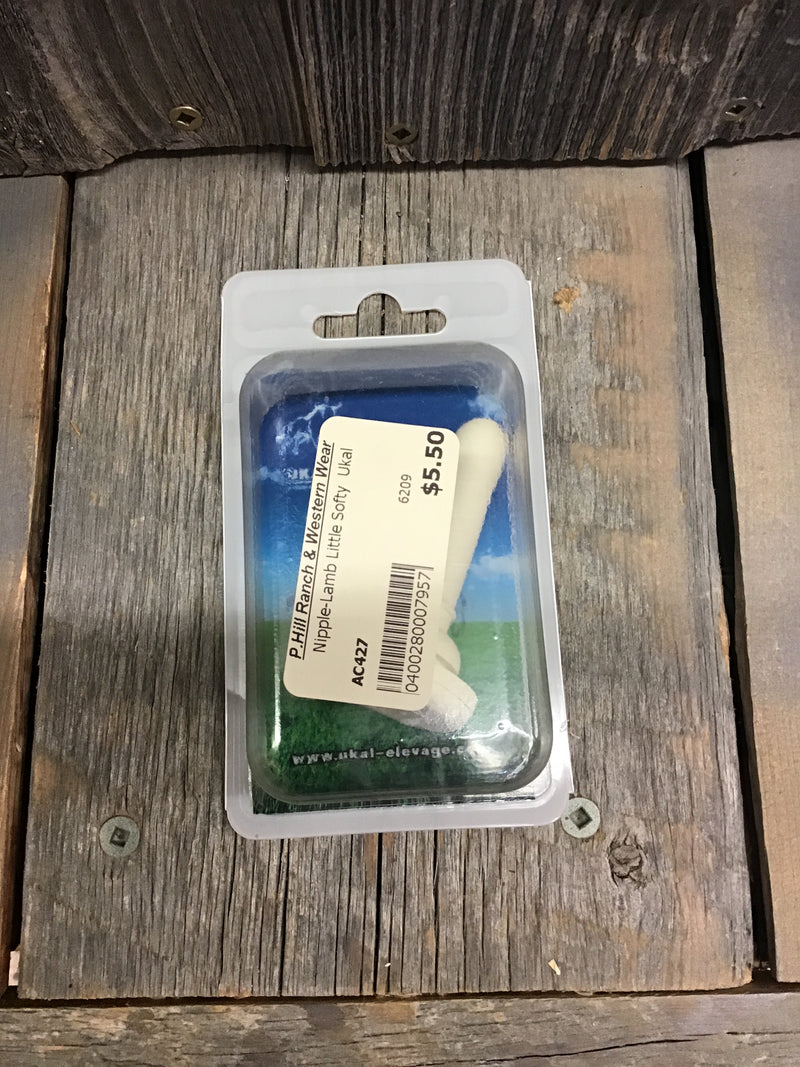 P.Hill Ranch & Western Wear
Nipple-Lamb Little Softy Ukal
6209
$5.50
AC427
0400280007957
www.ukal-elevage.c